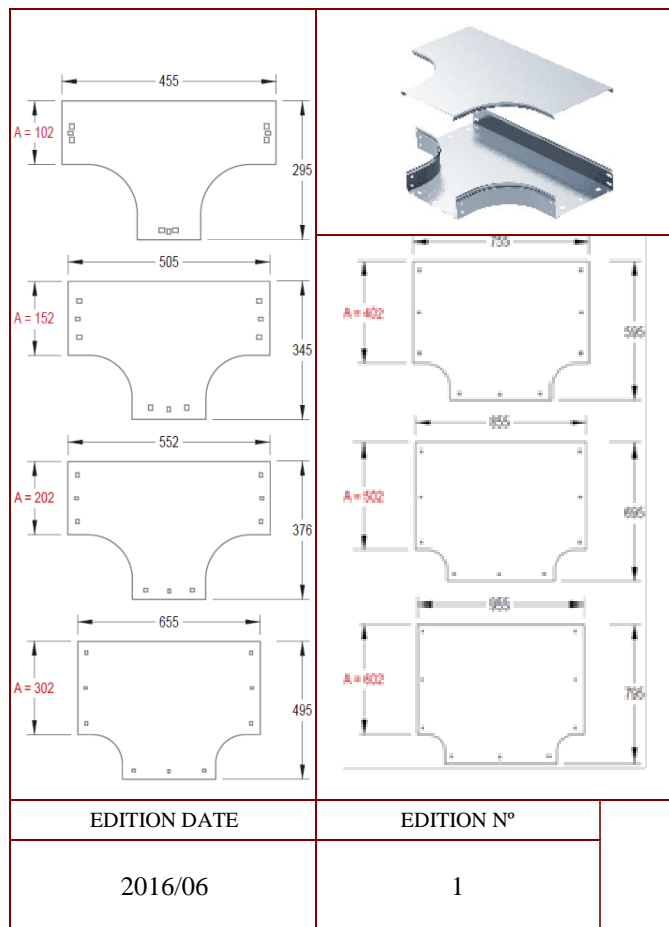 455
A = 102
295
505
A = 152
345
552
A = 202
376
655
A = 302
495
755
A = 402
595
855
A = 502
695
955
A = 602
795
EDITION DATE
EDITION Nº
2016/06
1